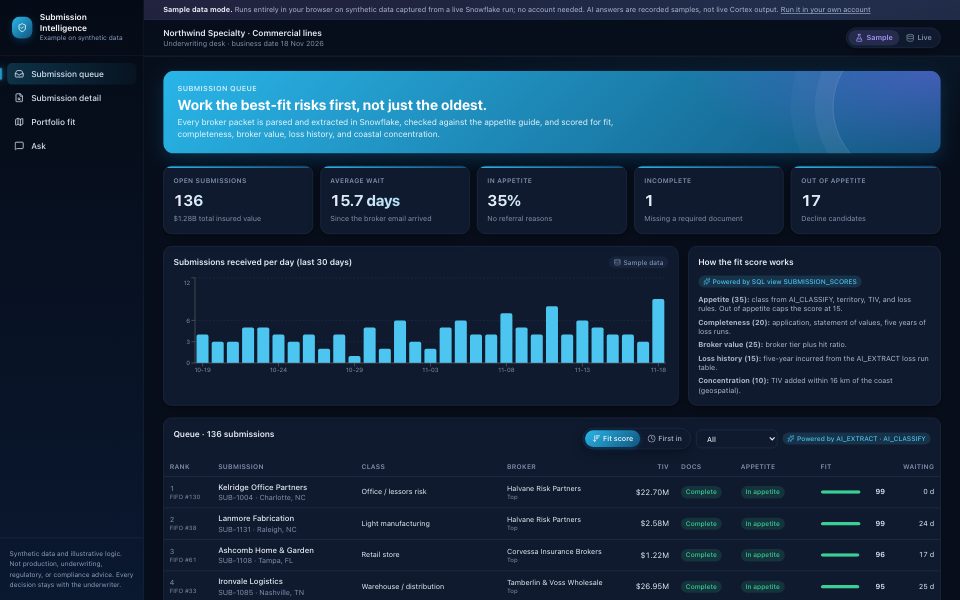 Submission
Intelligence
Example on synthetic data
Submission queue
Submission detail
Portfolio fit
Ask
Synthetic data and illustrative logic.
Not production, underwriting,
regulatory, or compliance advice. Every
decision stays with the underwriter.
Sample data mode. Runs entirely in your browser on synthetic data captured from a live Snowflake run; no account needed. AI answers are recorded samples, not live Cortex output. Run it in your own account
Northwind Specialty · Commercial lines
Underwriting desk · business date 18 Nov 2026
Sample
Live
SUBMISSION QUEUE
Work the best-fit risks first, not just the oldest.
Every broker packet is parsed and extracted in Snowflake, checked against the appetite guide, and scored for fit,
completeness, broker value, loss history, and coastal concentration.
OPEN SUBMISSIONS
136
$1.28B total insured value
AVERAGE WAIT
15.7 days
Since the broker email arrived
IN APPETITE
35%
No referral reasons
INCOMPLETE
1
Missing a required document
OUT OF APPETITE
17
Decline candidates
Submissions received per day (last 30 days)
Sample data
12
6
3
0
10-19
10-24
10-29
11-03
11-08
11-13
11-18
How the fit score works
Powered by SQL view SUBMISSION_SCORES
Appetite (35): class from AI_CLASSIFY, territory, TIV, and loss
rules. Out of appetite caps the score at 15.
Completeness (20): application, statement of values, five years of
loss runs.
Broker value (25): broker tier plus hit ratio.
Loss history (15): five-year incurred from the AI_EXTRACT loss run
table.
Concentration (10): TIV added within 16 km of the coast
(geospatial).
Queue · 136 submissions
Fit score
First in
All
Powered by AI_EXTRACT · AI_CLASSIFY
RANK SUBMISSION CLASS BROKER TIV DOCS APPETITE FIT WAITING
1 Kelridge Office Partners Office / lessors risk Halvane Risk Partners $22.70M Complete In appetite 99 0 d
FIFO #130 SUB-1004 · Charlotte, NC Top
2 Lanmore Fabrication Light manufacturing Halvane Risk Partners $2.58M Complete In appetite 99 24 d
FIFO #38 SUB-1131 · Raleigh, NC Top
3 Ashcomb Home & Garden Retail store Corvessa Insurance Brokers $1.22M Complete In appetite 96 17 d
FIFO #61 SUB-1108 · Tampa, FL Top
4 Ironvale Logistics Warehouse / distribution Tamberlin & Voss Wholesale $26.95M Complete In appetite 95 25 d
FIFO #33 SUB-1085 · Nashville, TN Top